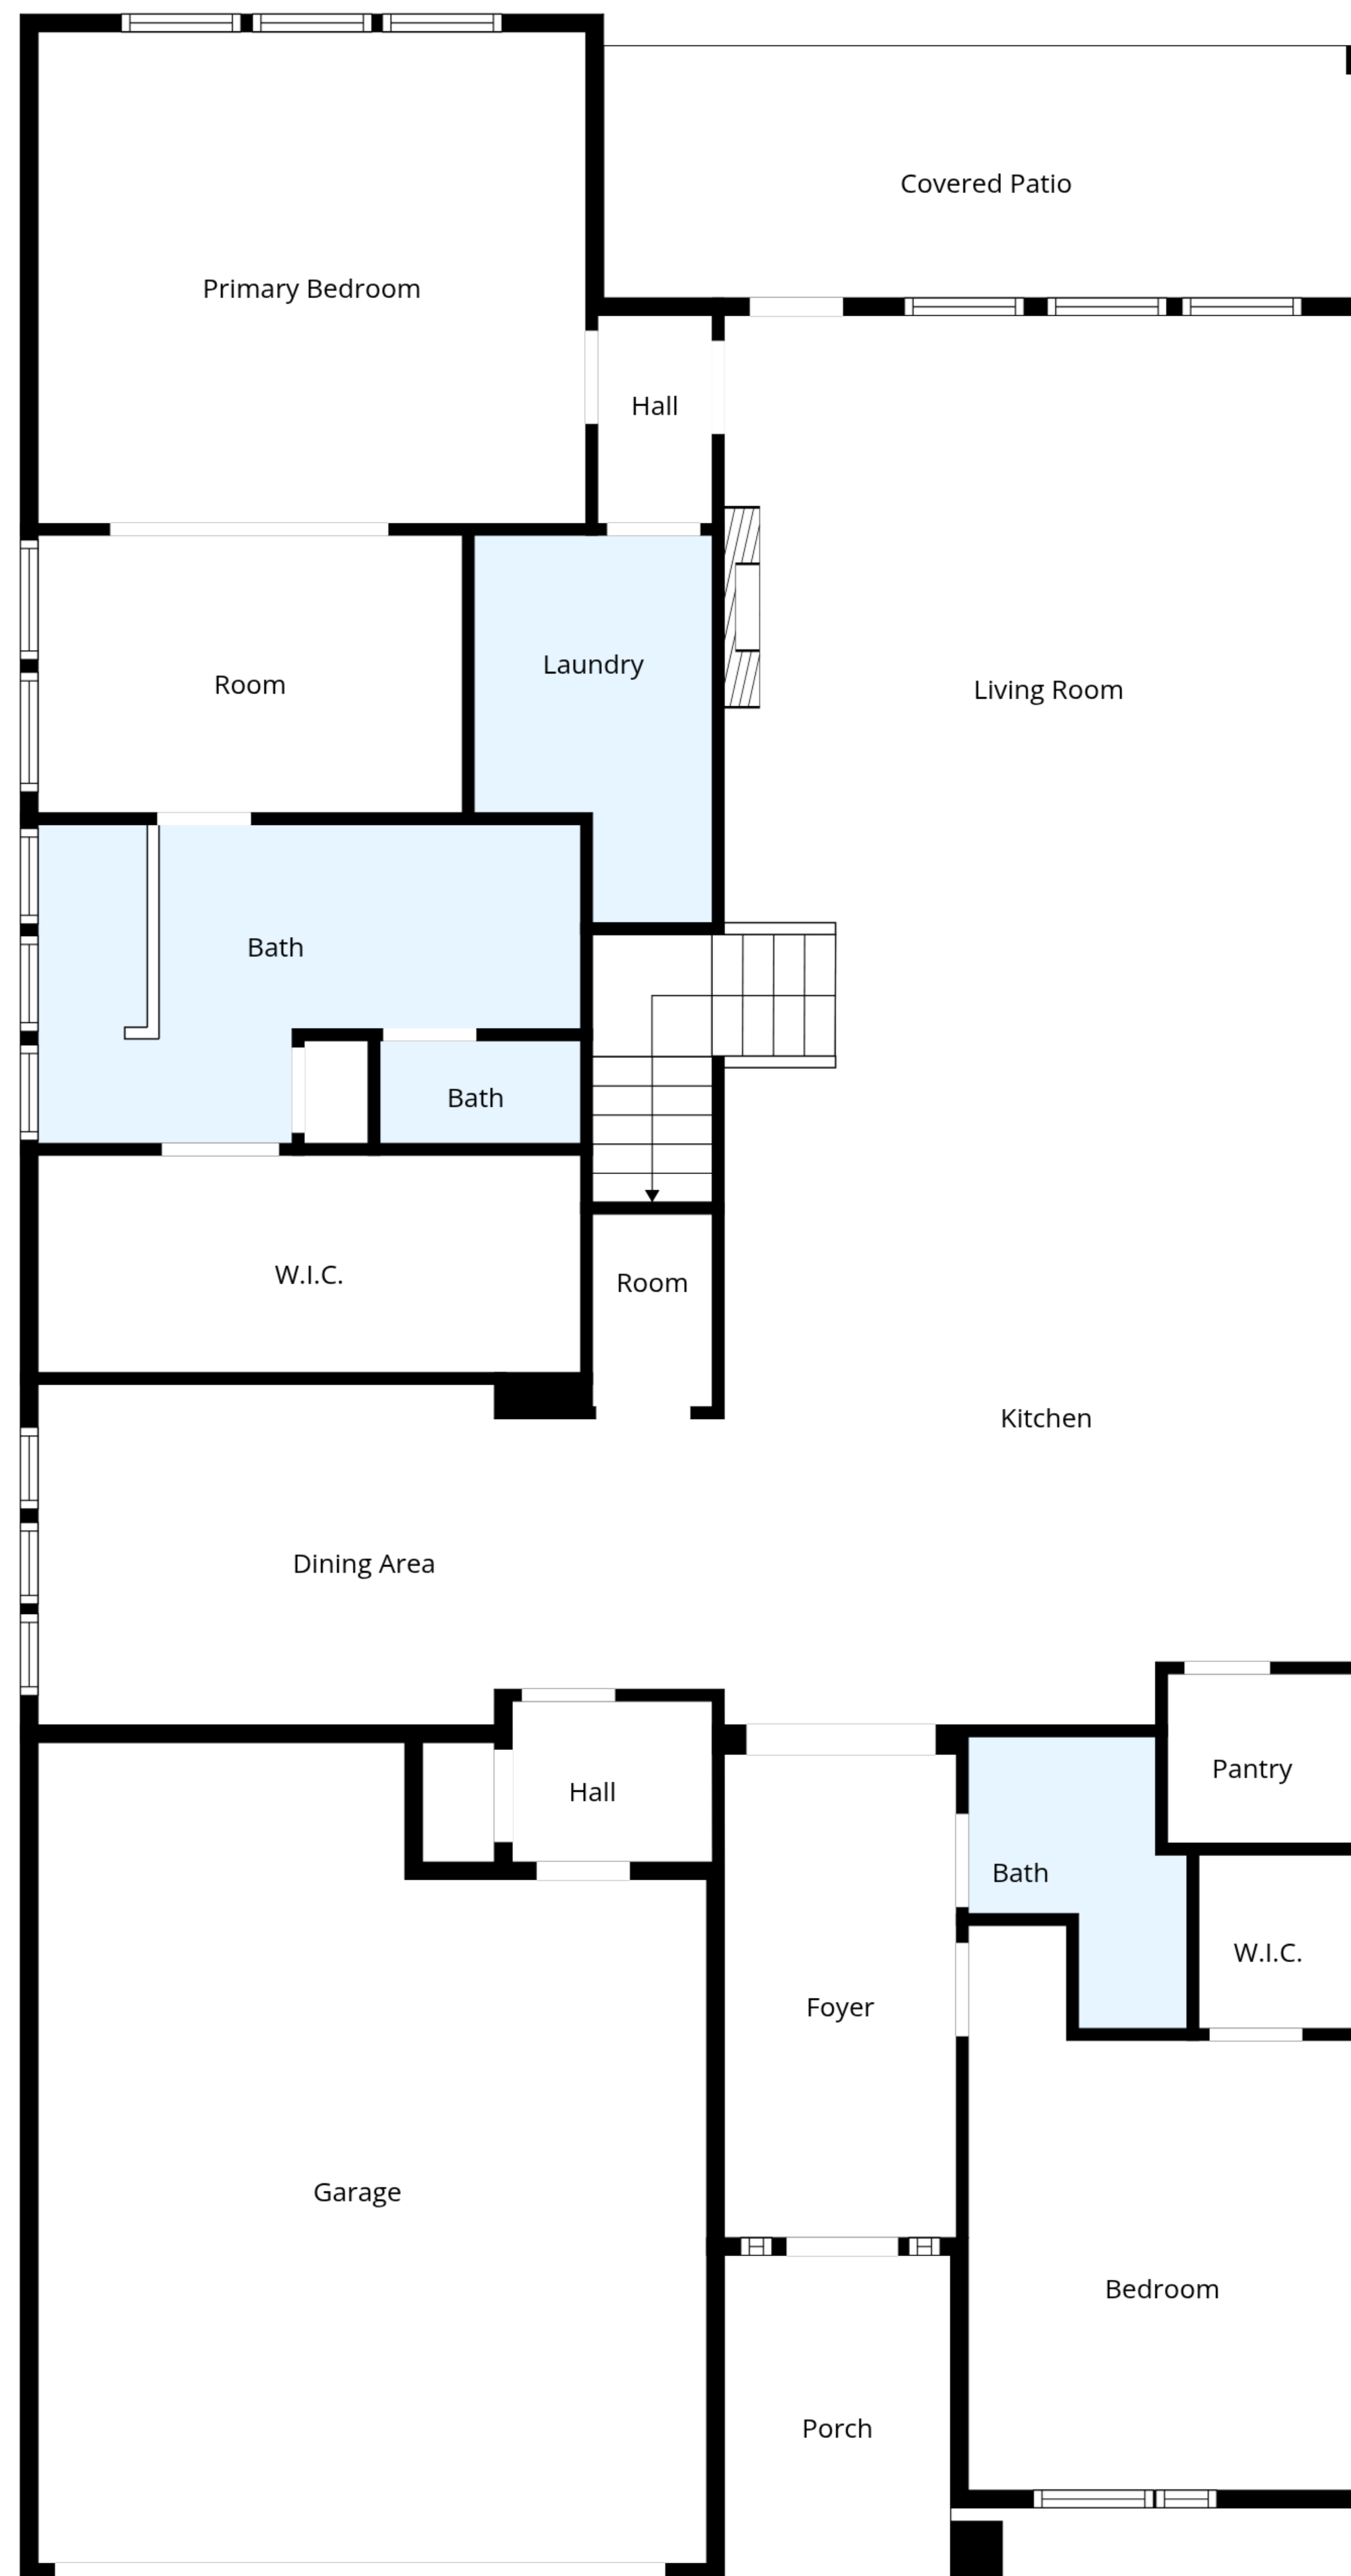 Covered Patio
Primary Bedroom
Hall
Laundry
Room
Living Room
Bath
Bath
W.I.C.
Room
Kitchen
Dining Area
Pantry
Hall
Bath
W.I.C.
Foyer
Garage
Bedroom
Porch